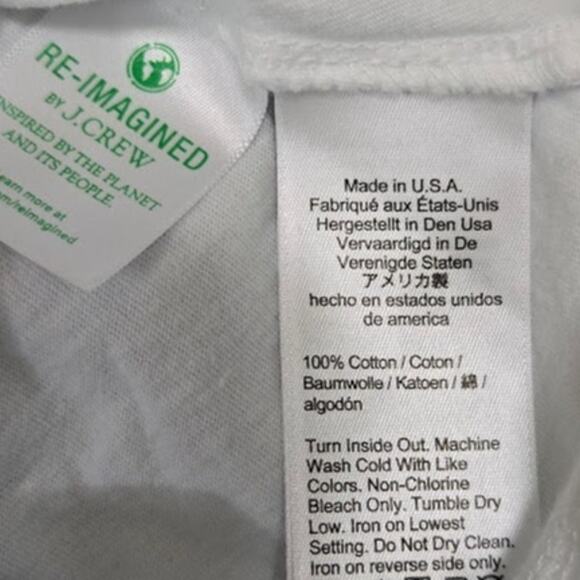 RE-IMAGINED
BY J.CREW
INSPIRED BY THE PLANET
AND ITS PEOPLE
more at
Made in U.S.A.
Fabriqué aux États-Unis
Hergestellt in Den Usa
Vervaardigd in De
Verenigde Staten
アメリカ製
hecho en estados unidos
de america
100% Cotton / Coton /
Baumwolle / Katoen / 綿 /
algodón
Turn Inside Out. Machine
Wash Cold With Like
Colors. Non-Chlorine
Bleach Only. Tumble Dry
Low. Iron on Lowest
Setting. Do Not Dry Clean.
Iron on reverse side only.